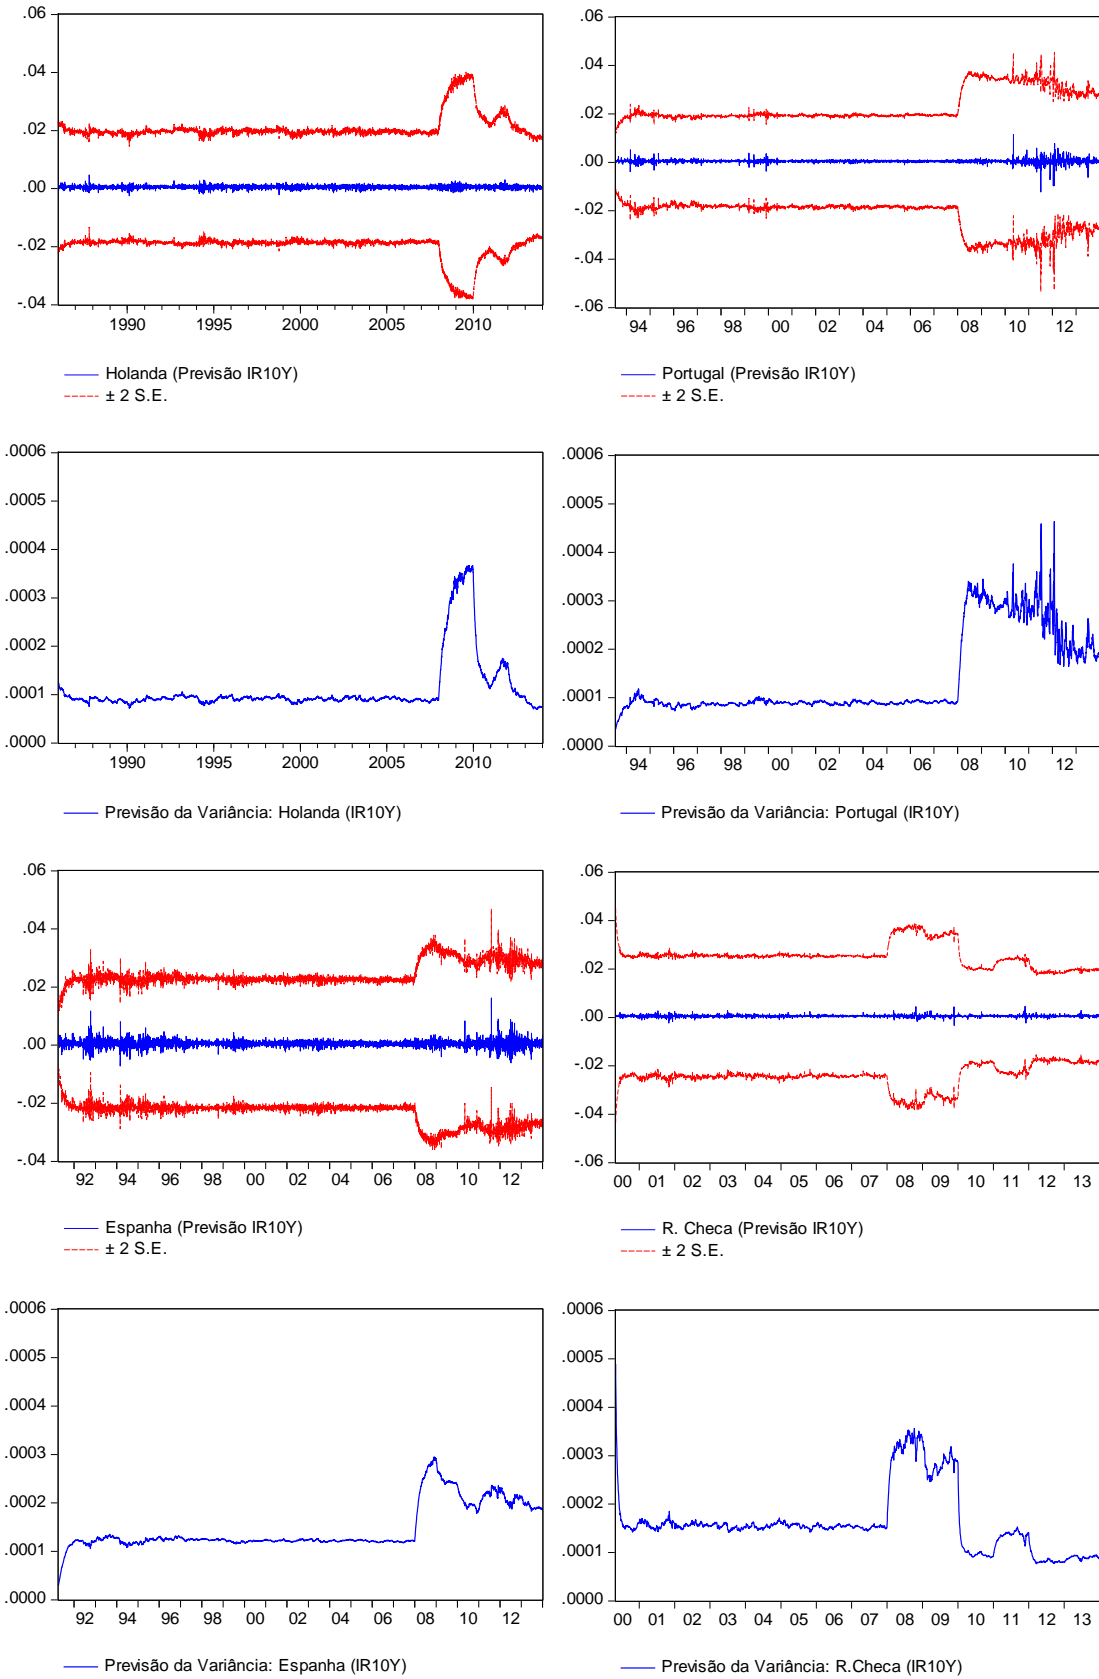 .06
.04
.02
.00
-.02
-.04
1990 1995 2000 2005 2010
Holanda (Previsão IR10Y)
± 2 S.E.
.06
.04
.02
.00
-.02
-.04
-.06
94 96 98 00 02 04 06 08 10 12
Portugal (Previsão IR10Y)
± 2 S.E.
.0006
.0005
.0004
.0003
.0002
.0001
.0000
1990 1995 2000 2005 2010
Previsão da Variância: Holanda (IR10Y)
.0006
.0005
.0004
.0003
.0002
.0001
.0000
94 96 98 00 02 04 06 08 10 12
Previsão da Variância: Portugal (IR10Y)
.06
.04
.02
.00
-.02
-.04
92 94 96 98 00 02 04 06 08 10 12
Espanha (Previsão IR10Y)
± 2 S.E.
.06
.04
.02
.00
-.02
-.04
-.06
00 01 02 03 04 05 06 07 08 09 10 11 12 13
R. Checa (Previsão IR10Y)
± 2 S.E.
.0006
.0005
.0004
.0003
.0002
.0001
.0000
92 94 96 98 00 02 04 06 08 10 12
Previsão da Variância: Espanha (IR10Y)
.0006
.0005
.0004
.0003
.0002
.0001
.0000
00 01 02 03 04 05 06 07 08 09 10 11 12 13
Previsão da Variância: R.Checa (IR10Y)